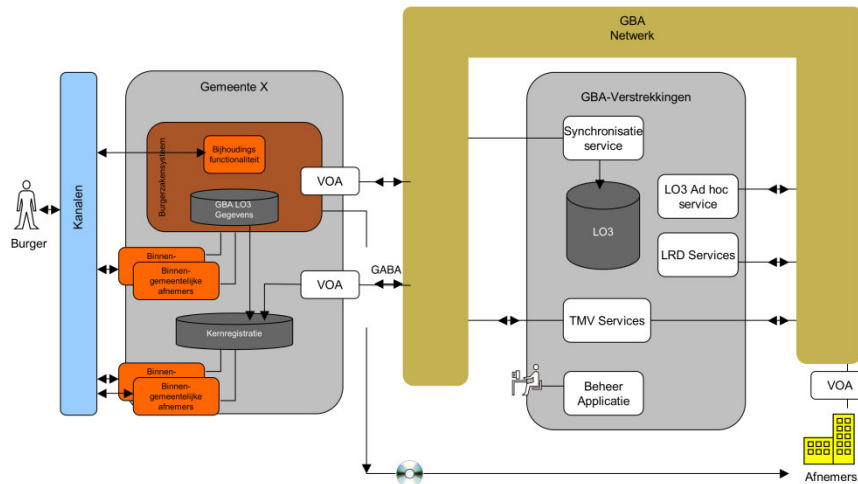 GBA
Netwerk
Gemeente X
GBA-Verstrekkingen
Burgerzakensysteem
Bijhoudings
functionaliteit
Synchronisatie
service
VOA
GBA LO3
Gegevens
LO3 Ad hoc
service
Kanalen
LO3
Burger
LRD Services
Binnen-
Binnen-
gemeentelijke
afnemers
VOA
GABA
Kernregistratie
TMV Services
Binnen-
Binnen-
gemeentelijke
afnemers
Beheer
Applicatie
VOA
Afnemers